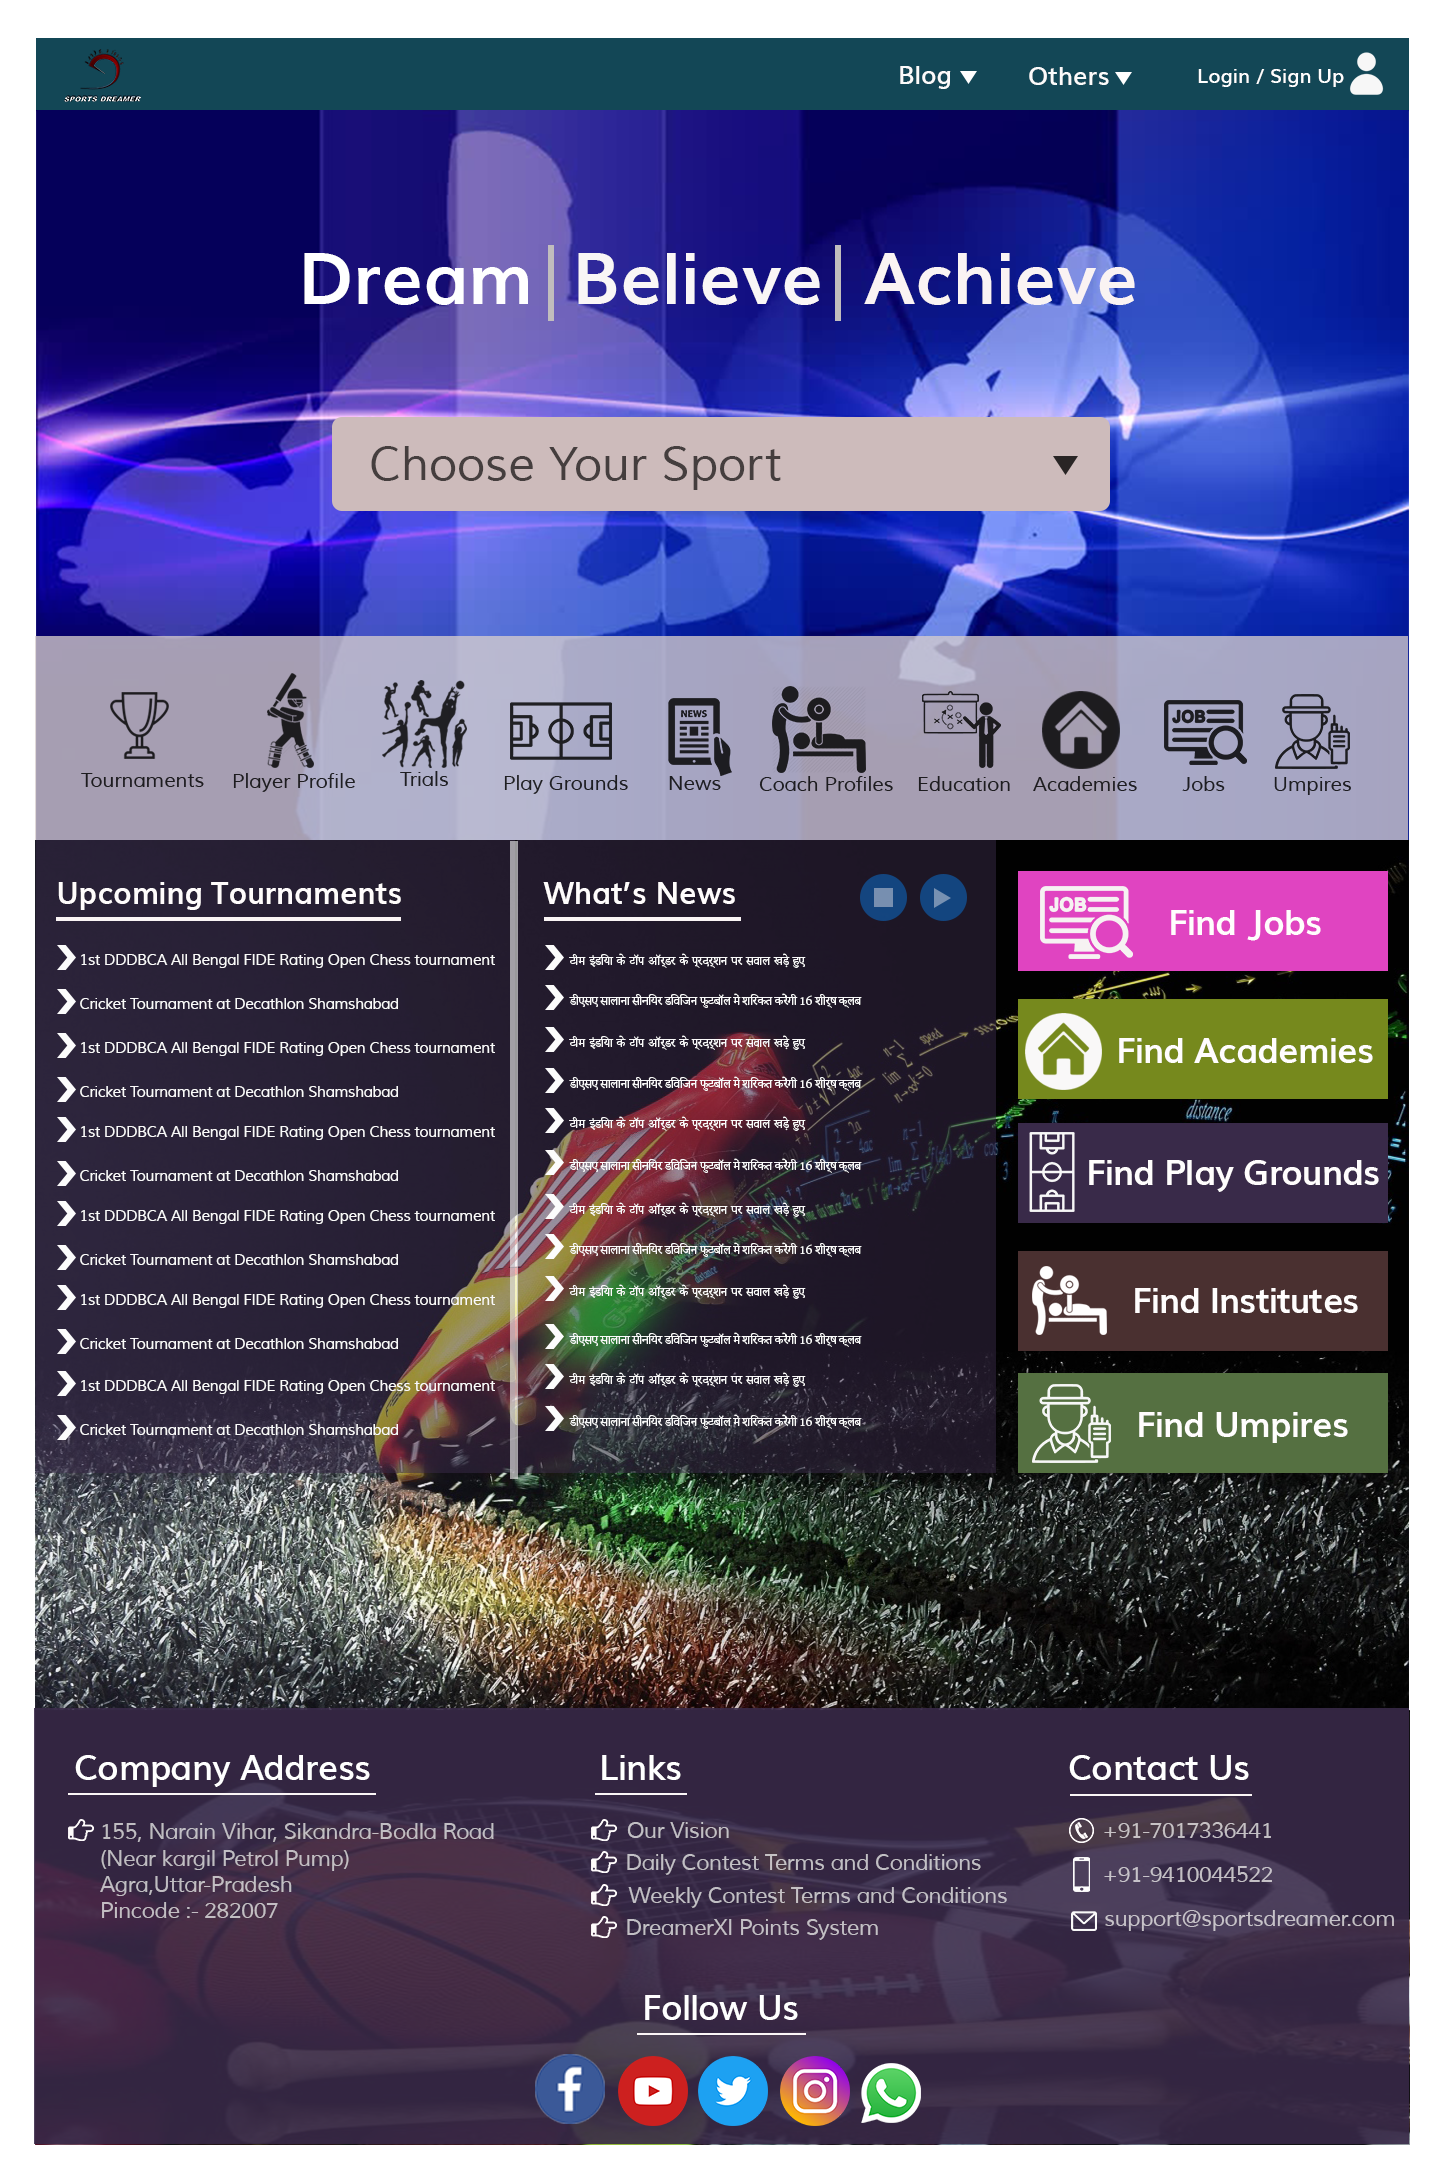 SPORTS DREAMER
Blog
Others
Login / Sign Up
Dream Believe Achieve
Choose Your Sport
NEWS
JOB
Tournaments
Player Profile
Trials
Play Grounds
News
Coach Profiles
Education
Academies
Jobs
Umpires
Upcoming Tournaments
1st DDDBCA All Bengal FIDE Rating Open Chess tournament
Cricket Tournament at Decathlon Shamshabad
1st DDDBCA All Bengal FIDE Rating Open Chess tournament
Cricket Tournament at Decathlon Shamshabad
1st DDDBCA All Bengal FIDE Rating Open Chess tournament
Cricket Tournament at Decathlon Shamshabad
1st DDDBCA All Bengal FIDE Rating Open Chess tournament
Cricket Tournament at Decathlon Shamshabad
1st DDDBCA All Bengal FIDE Rating Open Chess tournament
Cricket Tournament at Decathlon Shamshabad
1st DDDBCA All Bengal FIDE Rating Open Chess tournament
Cricket Tournament at Decathlon Shamshabad
What's News
टीम इंडिया के टॉप ऑर्डर के प्रदर्शन पर सवाल खड़े हुए
डीएसए सालाना सीनियर डिविजन फुटबॉल मे शिरकत करेंगी 16 शीर्ष क्लब
टीम इंडिया के टॉप ऑर्डर के प्रदर्शन पर सवाल खड़े हुए
डीएसए सालाना सीनियर डिविजन फुटबॉल मे शिरकत करेंगी 16 शीर्ष क्लब
टीम इंडिया के टॉप ऑर्डर के प्रदर्शन पर सवाल खड़े हुए
डीएसए सालाना सीनियर डिविजन फुटबॉल मे शिरकत करेंगी 16 शीर्ष क्लब
टीम इंडिया के टॉप ऑर्डर के प्रदर्शन पर सवाल खड़े हुए
डीएसए सालाना सीनियर डिविजन फुटबॉल मे शिरकत करेंगी 16 शीर्ष क्लब
टीम इंडिया के टॉप ऑर्डर के प्रदर्शन पर सवाल खड़े हुए
डीएसए सालाना सीनियर डिविजन फुटबॉल मे शिरकत करेंगी 16 शीर्ष क्लब
टीम इंडिया के टॉप ऑर्डर के प्रदर्शन पर सवाल खड़े हुए
डीएसए सालाना सीनियर डिविजन फुटबॉल मे शिरकत करेंगी 16 शीर्ष क्लब
speed
JOB
Find Jobs
Find Academies
distance
Find Play Grounds
Find Institutes
Find Umpires
Company Address
155, Narain Vihar, Sikandra-Bodla Road
(Near kargil Petrol Pump)
Agra,Uttar-Pradesh
Pincode :- 282007
Links
Our Vision
Daily Contest Terms and Conditions
Weekly Contest Terms and Conditions
DreamerXI Points System
Contact Us
+91-7017336441
+91-9410044522
support@sportsdreamer.com
Follow Us